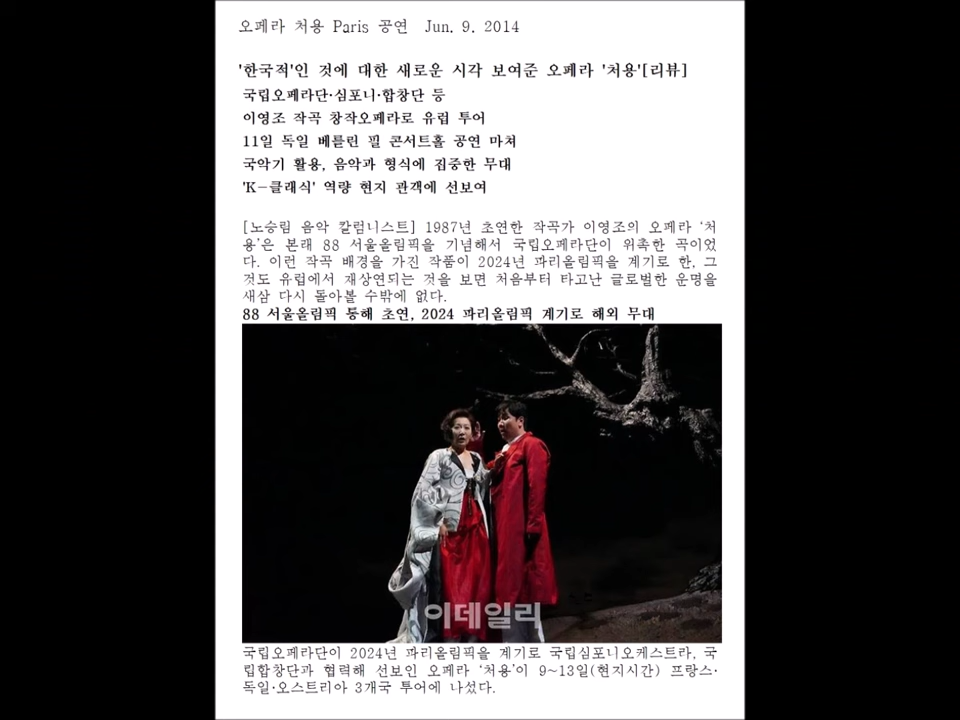 오페라 처용 Paris 공연 Jun. 9. 2014
'한국적'인 것에 대한 새로운 시각 보여준 오페라 '처용'[리뷰]
국립오페라단·심포니·합창단 등
이영조 작곡 창작오페라로 유럽 투어
11일 독일 베를린 필 콘서트홀 공연 마쳐
국악기 활용, 음악과 형식에 집중한 무대
'K-클래식' 역량 현지 관객에 선보여
[노승림 음악 칼럼니스트] 1987년 초연한 작곡가 이영조의 오페라 '처
용'은 본래 88 서울올림픽을 기념해서 국립오페라단이 위촉한 곡이었
다. 이런 작곡 배경을 가진 작품이 2024년 파리올림픽을 계기로 한, 그
것도 유럽에서 재상연되는 것을 보면 처음부터 타고난 글로벌한 운명을
새삼 다시 돌아볼 수밖에 없다.
88 서울올림픽 통해 초연, 2024 파리올림픽 계기로 해외 무대
이데일리
국립오페라단이 2024년 파리올림픽을 계기로 국립심포니오케스트라, 국
립합창단과 협력해 선보인 오페라 '처용'이 9~13일(현지시간) 프랑스·
독일·오스트리아 3개국 투어에 나섰다.